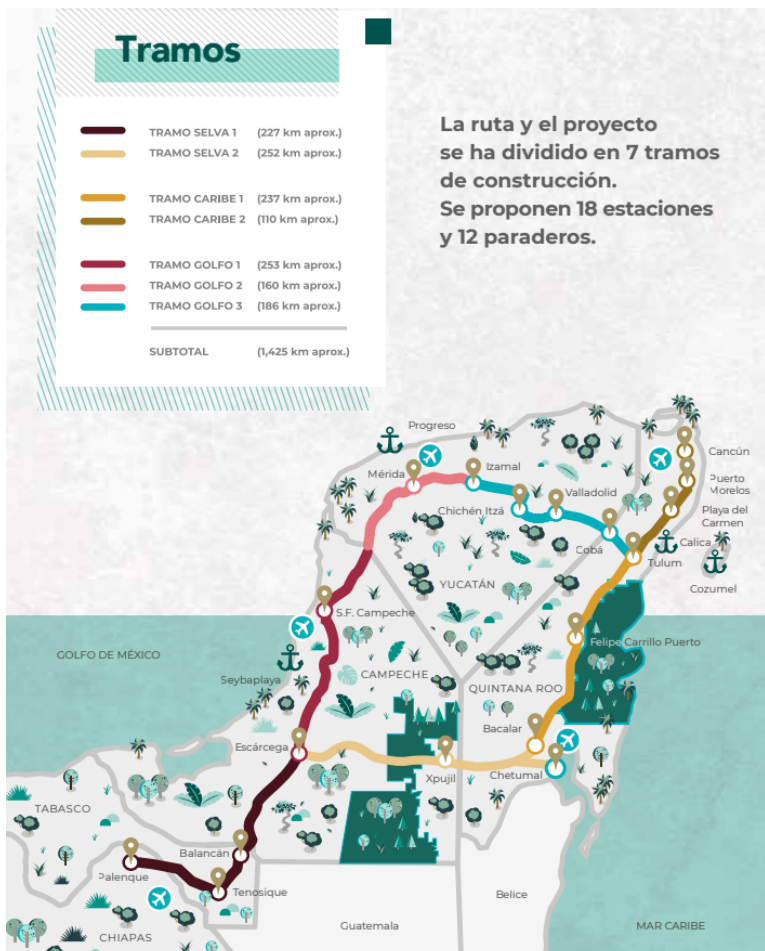 Tramos
TRAMO SELVA 1 (227 km aprox.)
TRAMO SELVA 2 (252 km aprox.)
TRAMO CARIBE 1 (237 km aprox.)
TRAMO CARIBE 2 (110 km aprox.)
TRAMO GOLFO 1 (253 km aprox.)
TRAMO GOLFO 2 (160 km aprox.)
TRAMO GOLFO 3 (186 km aprox.)
SUBTOTAL (1,425 km aprox.)
La ruta y el proyecto
se ha dividido en 7 tramos
de construcción.
Se proponen 18 estaciones
y 12 paraderos.
Progreso
Cancún
Mérida
Izamal
Puerto
Morelos
Valladolid
Chichén Itzá
Playa del
Carmen
Cobá
Calica
Tulum
Cozumel
YUCATÁN
S.F. Campeche
Felipe Carrillo Puerto
GOLFO DE MÉXICO
Seybaplaya
CAMPECHE
QUINTANA ROO
Bacalar
Escárcega
Xpujil
Chetumal
TABASCO
Balancán
Palenque
Tenosique
Belice
Guatemala
MAR CARIBE
CHIAPAS